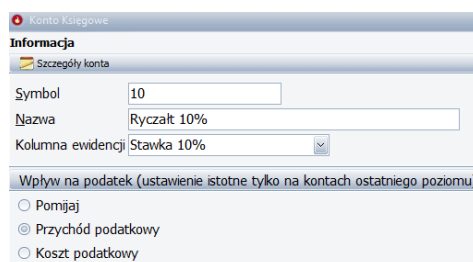 Konto Księgowe
Informacja
Szczegóły konta
Symbol 10
Nazwa Ryczałt 10%
Kolumna ewidencji Stawka 10%
Wpływ na podatek (ustawienie istotne tylko na kontach ostatniego poziomu)
Pomijaj
Przychód podatkowy
Koszt podatkowy